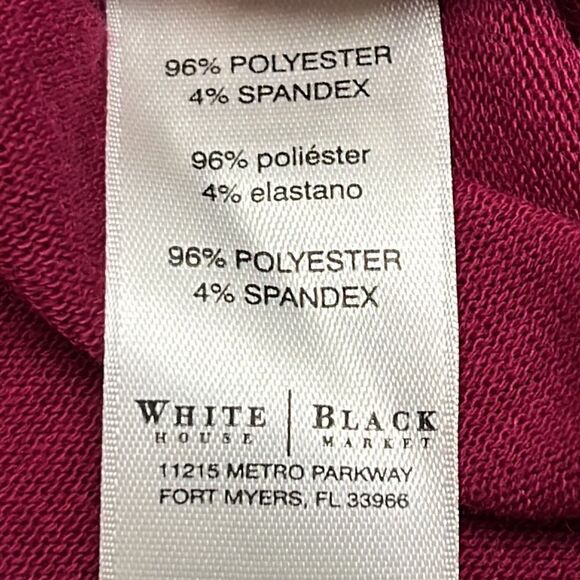 96% POLYESTER
4% SPANDEX
96% poliéster
4% elastano
96% POLYESTER
4% SPANDEX
WHITE | BLACK
HOUSE MARKET
11215 METRO PARKWAY
FORT MYERS, FL 33966